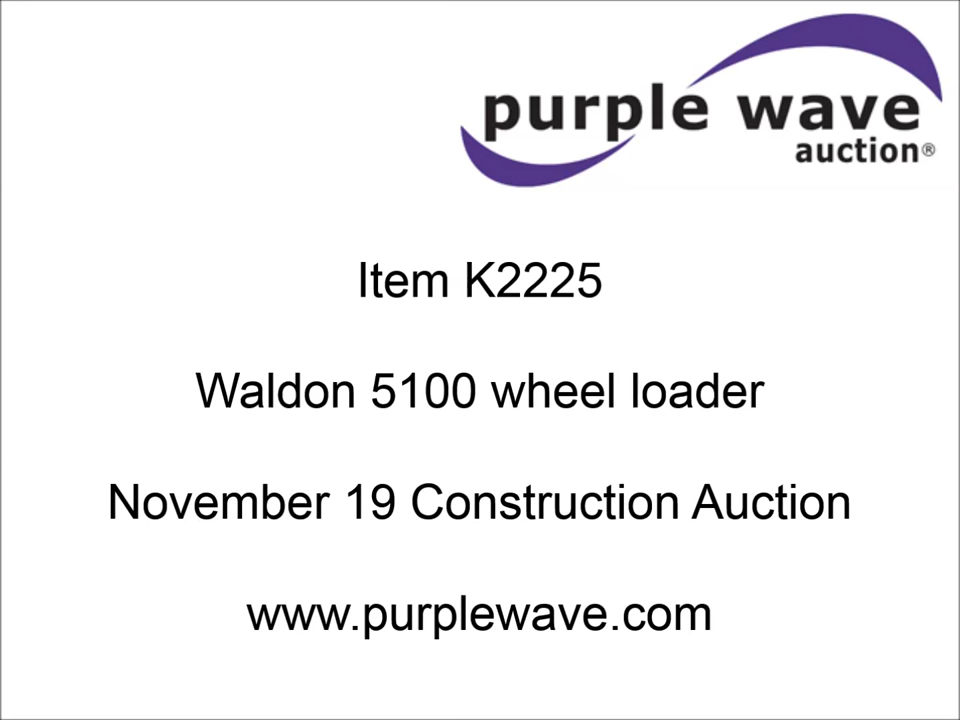 purple wave
auction®
Item K2225
Waldon 5100 wheel loader
November 19 Construction Auction
www.purplewave.com